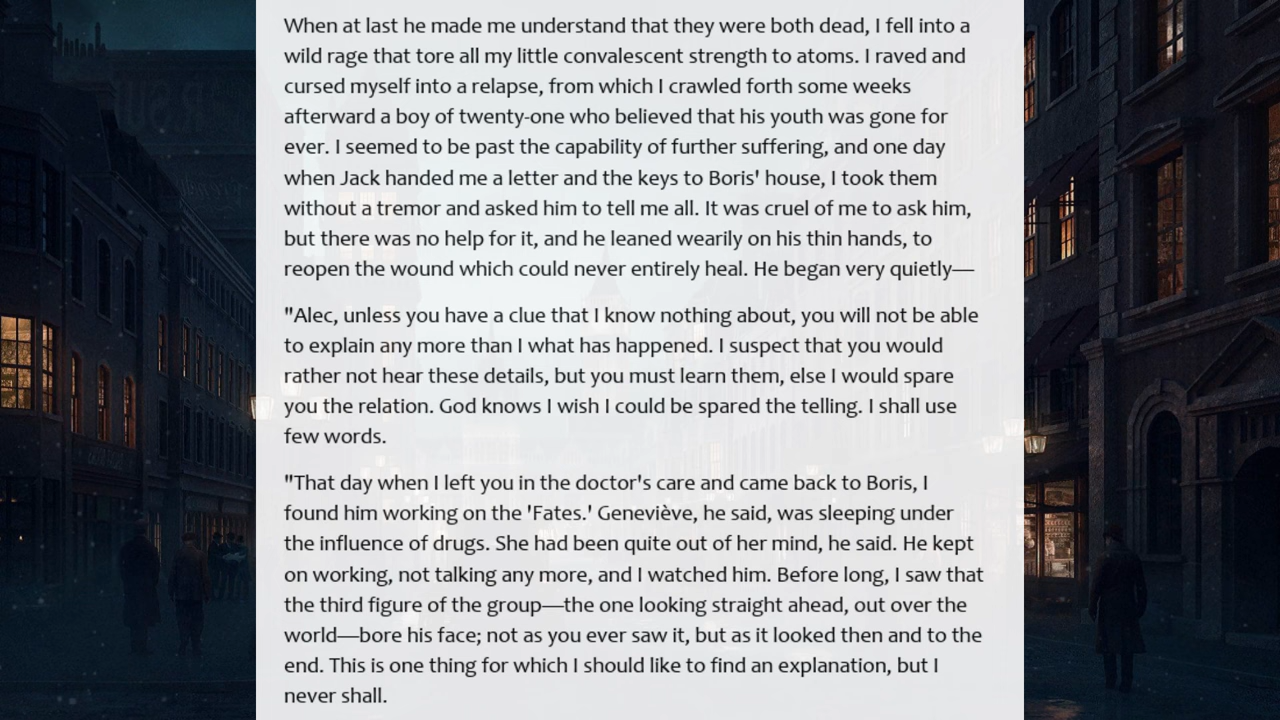 When at last he made me understand that they were both dead, I fell into a
wild rage that tore all my little convalescent strength to atoms. I raved and
cursed myself into a relapse, from which I crawled forth some weeks
afterward a boy of twenty-one who believed that his youth was gone for
ever. I seemed to be past the capability of further suffering, and one day
when Jack handed me a letter and the keys to Boris' house, I took them
without a tremor and asked him to tell me all. It was cruel of me to ask him,
but there was no help for it, and he leaned wearily on his thin hands, to
reopen the wound which could never entirely heal. He began very quietly—
"Alec, unless you have a clue that I know nothing about, you will not be able
to explain any more than I what has happened. I suspect that you would
rather not hear these details, but you must learn them, else I would spare
you the relation. God knows I wish I could be spared the telling. I shall use
few words.
"That day when I left you in the doctor's care and came back to Boris, I
found him working on the 'Fates.' Geneviève, he said, was sleeping under
the influence of drugs. She had been quite out of her mind, he said. He kept
on working, not talking any more, and I watched him. Before long, I saw that
the third figure of the group—the one looking straight ahead, out over the
world—bore his face; not as you ever saw it, but as it looked then and to the
end. This is one thing for which I should like to find an explanation, but I
never shall.